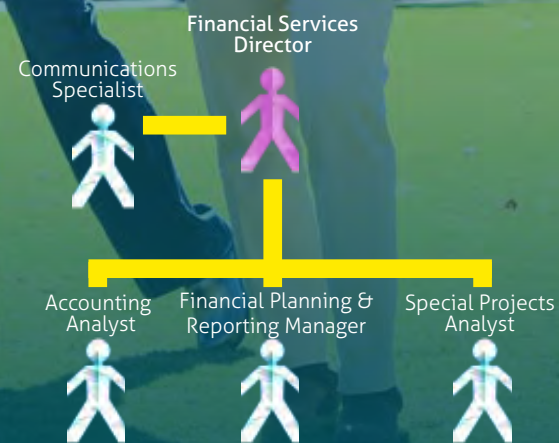 Financial Services
Director
Communications
Specialist
Accounting
Analyst
Financial Planning &
Reporting Manager
Special Projects
Analyst